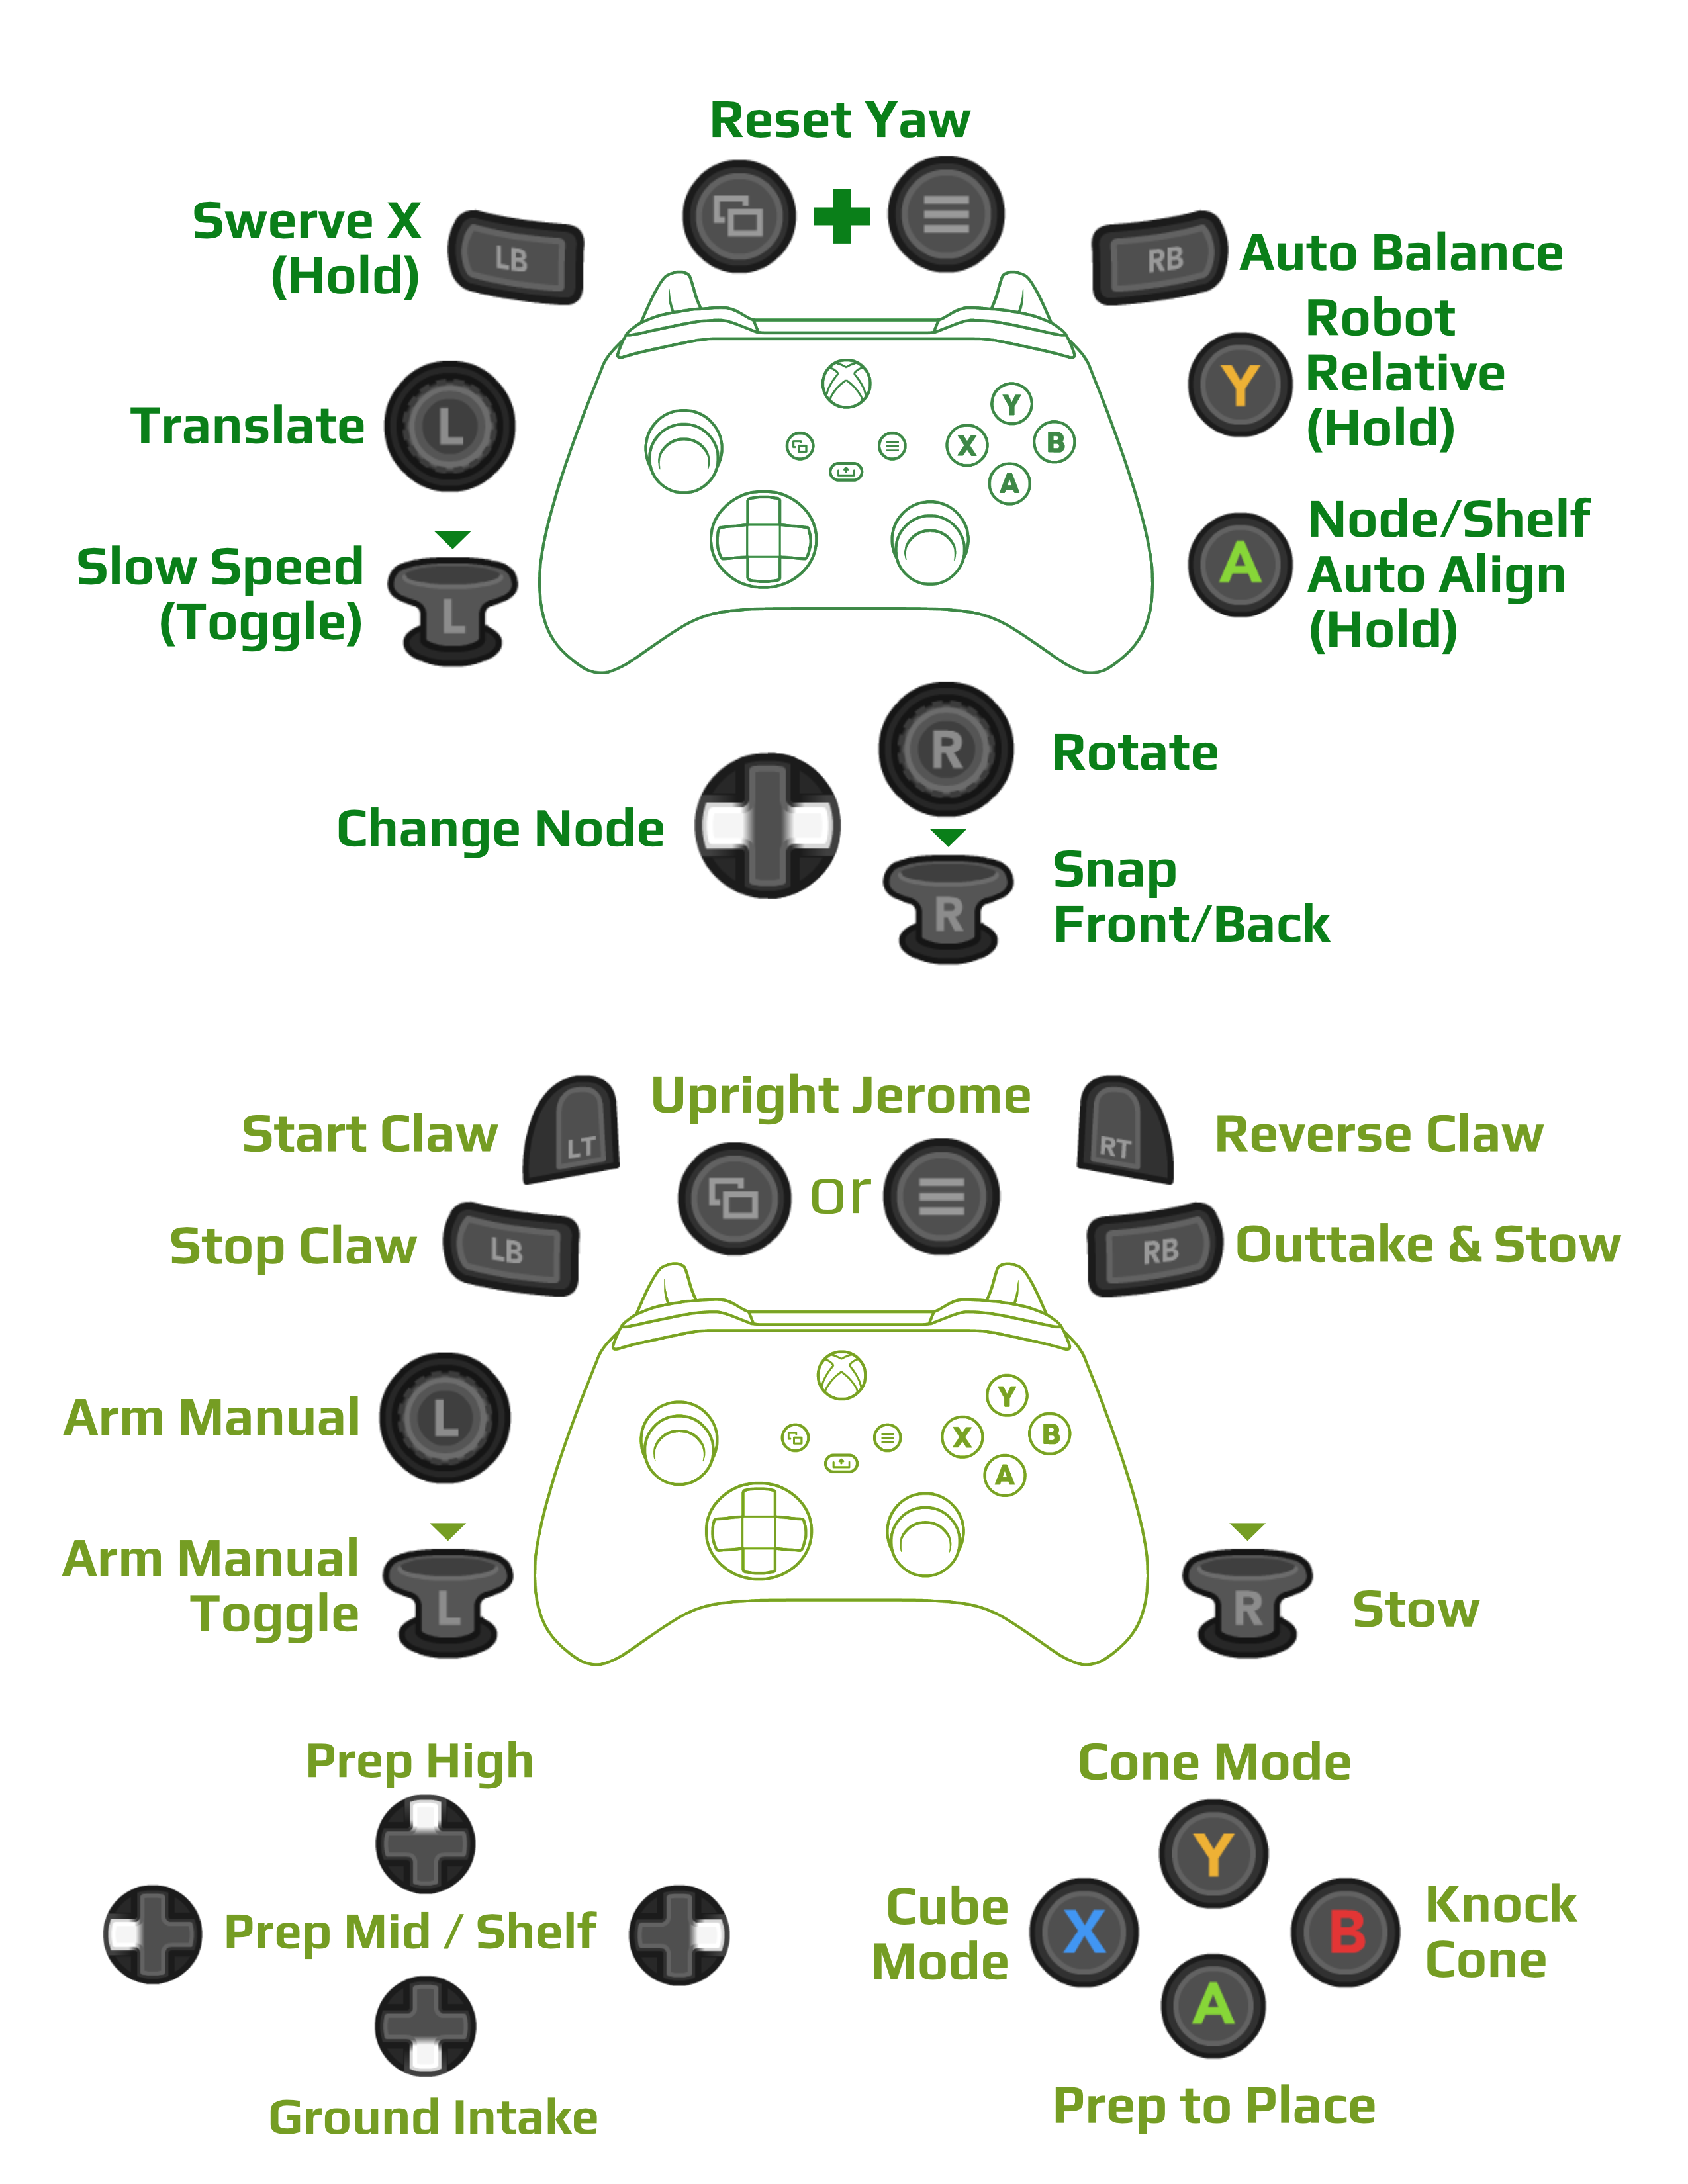 Reset Yaw
Swerve X
(Hold)
LB
RB
Auto Balance
Robot
Relative
(Hold)
Y
Translate
L
Y
X
B
A
Node/Shelf
Auto Align
(Hold)
A
Slow Speed
(Toggle)
L
R
Rotate
Change Node
Snap
Front/Back
R
Upright Jerome
Start Claw
LT
RT
Reverse Claw
or
Stop Claw
LB
RB
Outtake & Stow
Arm Manual
L
Y
X
B
A
Arm Manual
Toggle
L
R
Stow
Prep High
Prep Mid / Shelf
Ground Intake
Cone Mode
Y
Cube
Mode
X
B
Knock
Cone
A
Prep to Place